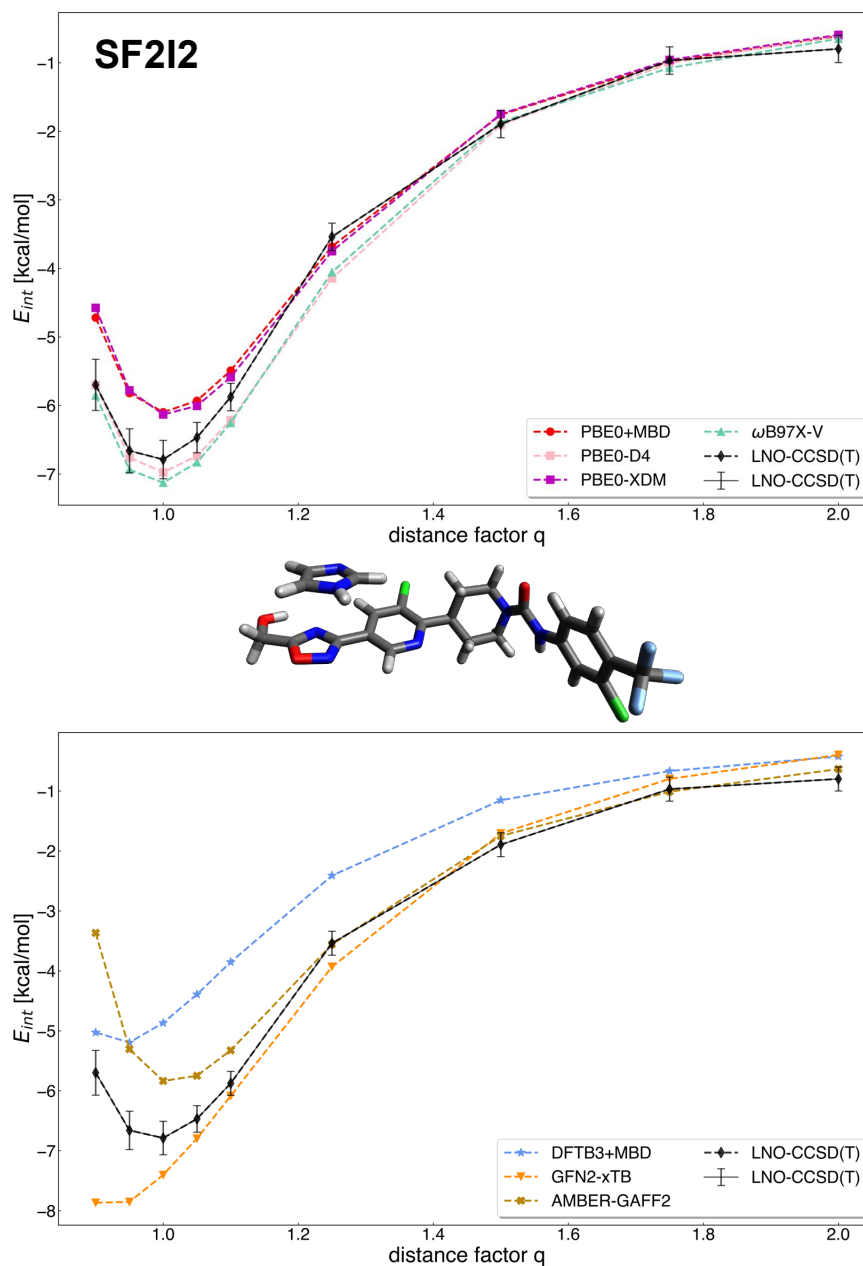 SF2I2
−1
−2
−3
−4
−5
−6
−7
E_int [kcal/mol]
PBE0+MBD
PBE0-D4
PBE0-XDM
ωB97X-V
LNO-CCSD(T)
LNO-CCSD(T)
1.0 1.2 1.4 1.6 1.8 2.0
distance factor q
−1
−2
−3
−4
−5
−6
−7
−8
E_int [kcal/mol]
DFTB3+MBD
GFN2-xTB
AMBER-GAFF2
LNO-CCSD(T)
LNO-CCSD(T)
1.0 1.2 1.4 1.6 1.8 2.0
distance factor q